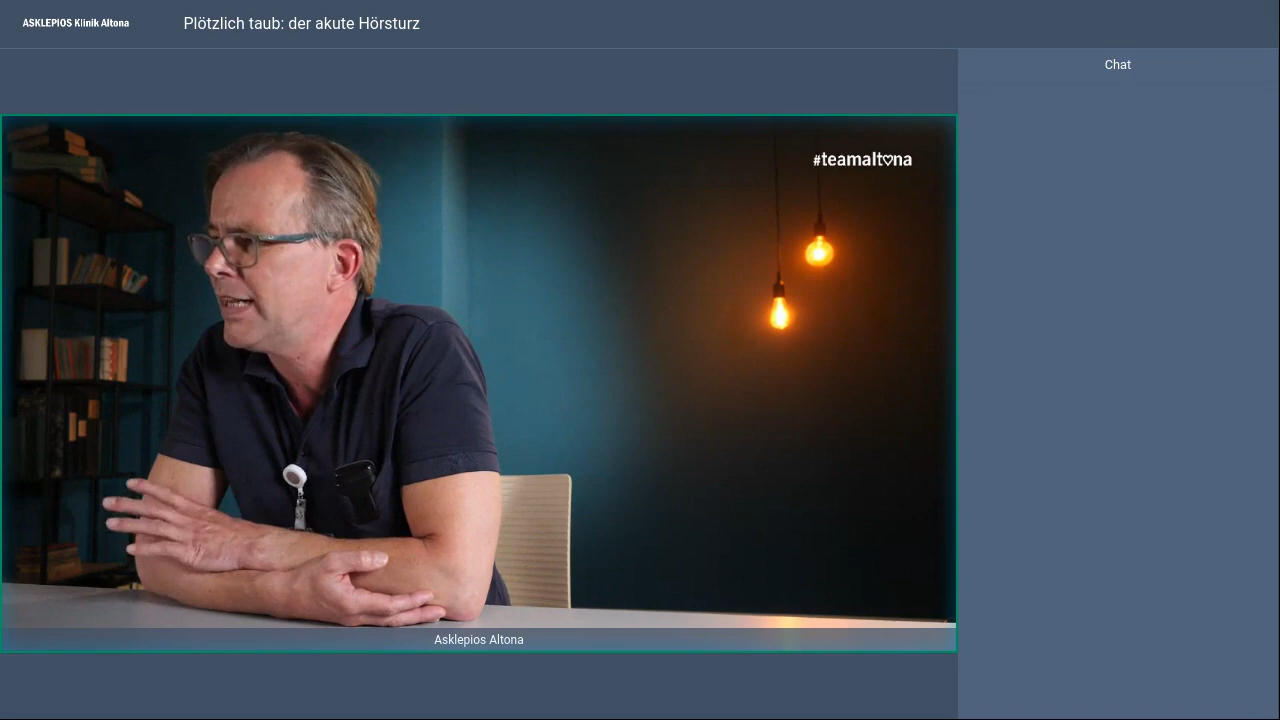 ASKLEPIOS Klinik Altona
Plötzlich taub: der akute Hörsturz
Chat
#teamaltona
Asklepios Altona